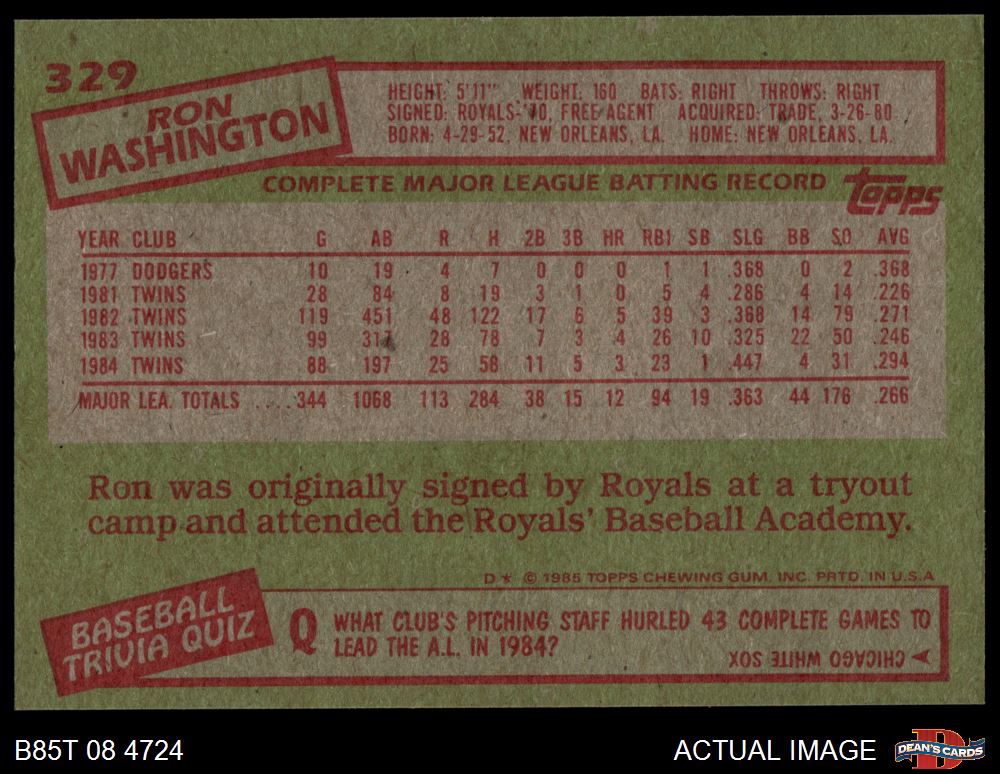 329
RON
WASHINGTON
HEIGHT: 5'11" WEIGHT: 160 BATS: RIGHT THROWS: RIGHT
SIGNED: ROYALS-'70, FREE AGENT ACQUIRED: TRADE, 3-26-80
BORN: 4-29-52, NEW ORLEANS, LA. HOME: NEW ORLEANS, LA.
COMPLETE MAJOR LEAGUE BATTING RECORD
topps
YEAR CLUB G AB R H 2B 3B HR RBI SB SLG BB SO AVG
1977 DODGERS 10 19 4 7 0 0 0 1 1 .368 0 2 .368
1981 TWINS 28 84 8 19 3 1 0 5 4 .286 4 14 .226
1982 TWINS 119 451 48 122 17 6 5 39 3 .368 14 79 .271
1983 TWINS 99 317 28 78 7 3 4 26 10 .325 22 50 .246
1984 TWINS 88 197 25 58 11 5 3 23 1 .447 4 31 .294
MAJOR LEA. TOTALS ....344 1068 113 284 38 15 12 94 19 .363 44 176 .266
Ron was originally signed by Royals at a tryout
camp and attended the Royals' Baseball Academy.
D* © 1985 TOPPS CHEWING GUM, INC. PRTD. IN U.S.A
BASEBALL
TRIVIA QUIZ
Q WHAT CLUB'S PITCHING STAFF HURLED 43 COMPLETE GAMES TO
LEAD THE A.L. IN 1984?
CHICAGO WHITE SOX
B85T 08 4724
ACTUAL IMAGE
DEAN'S CARDS